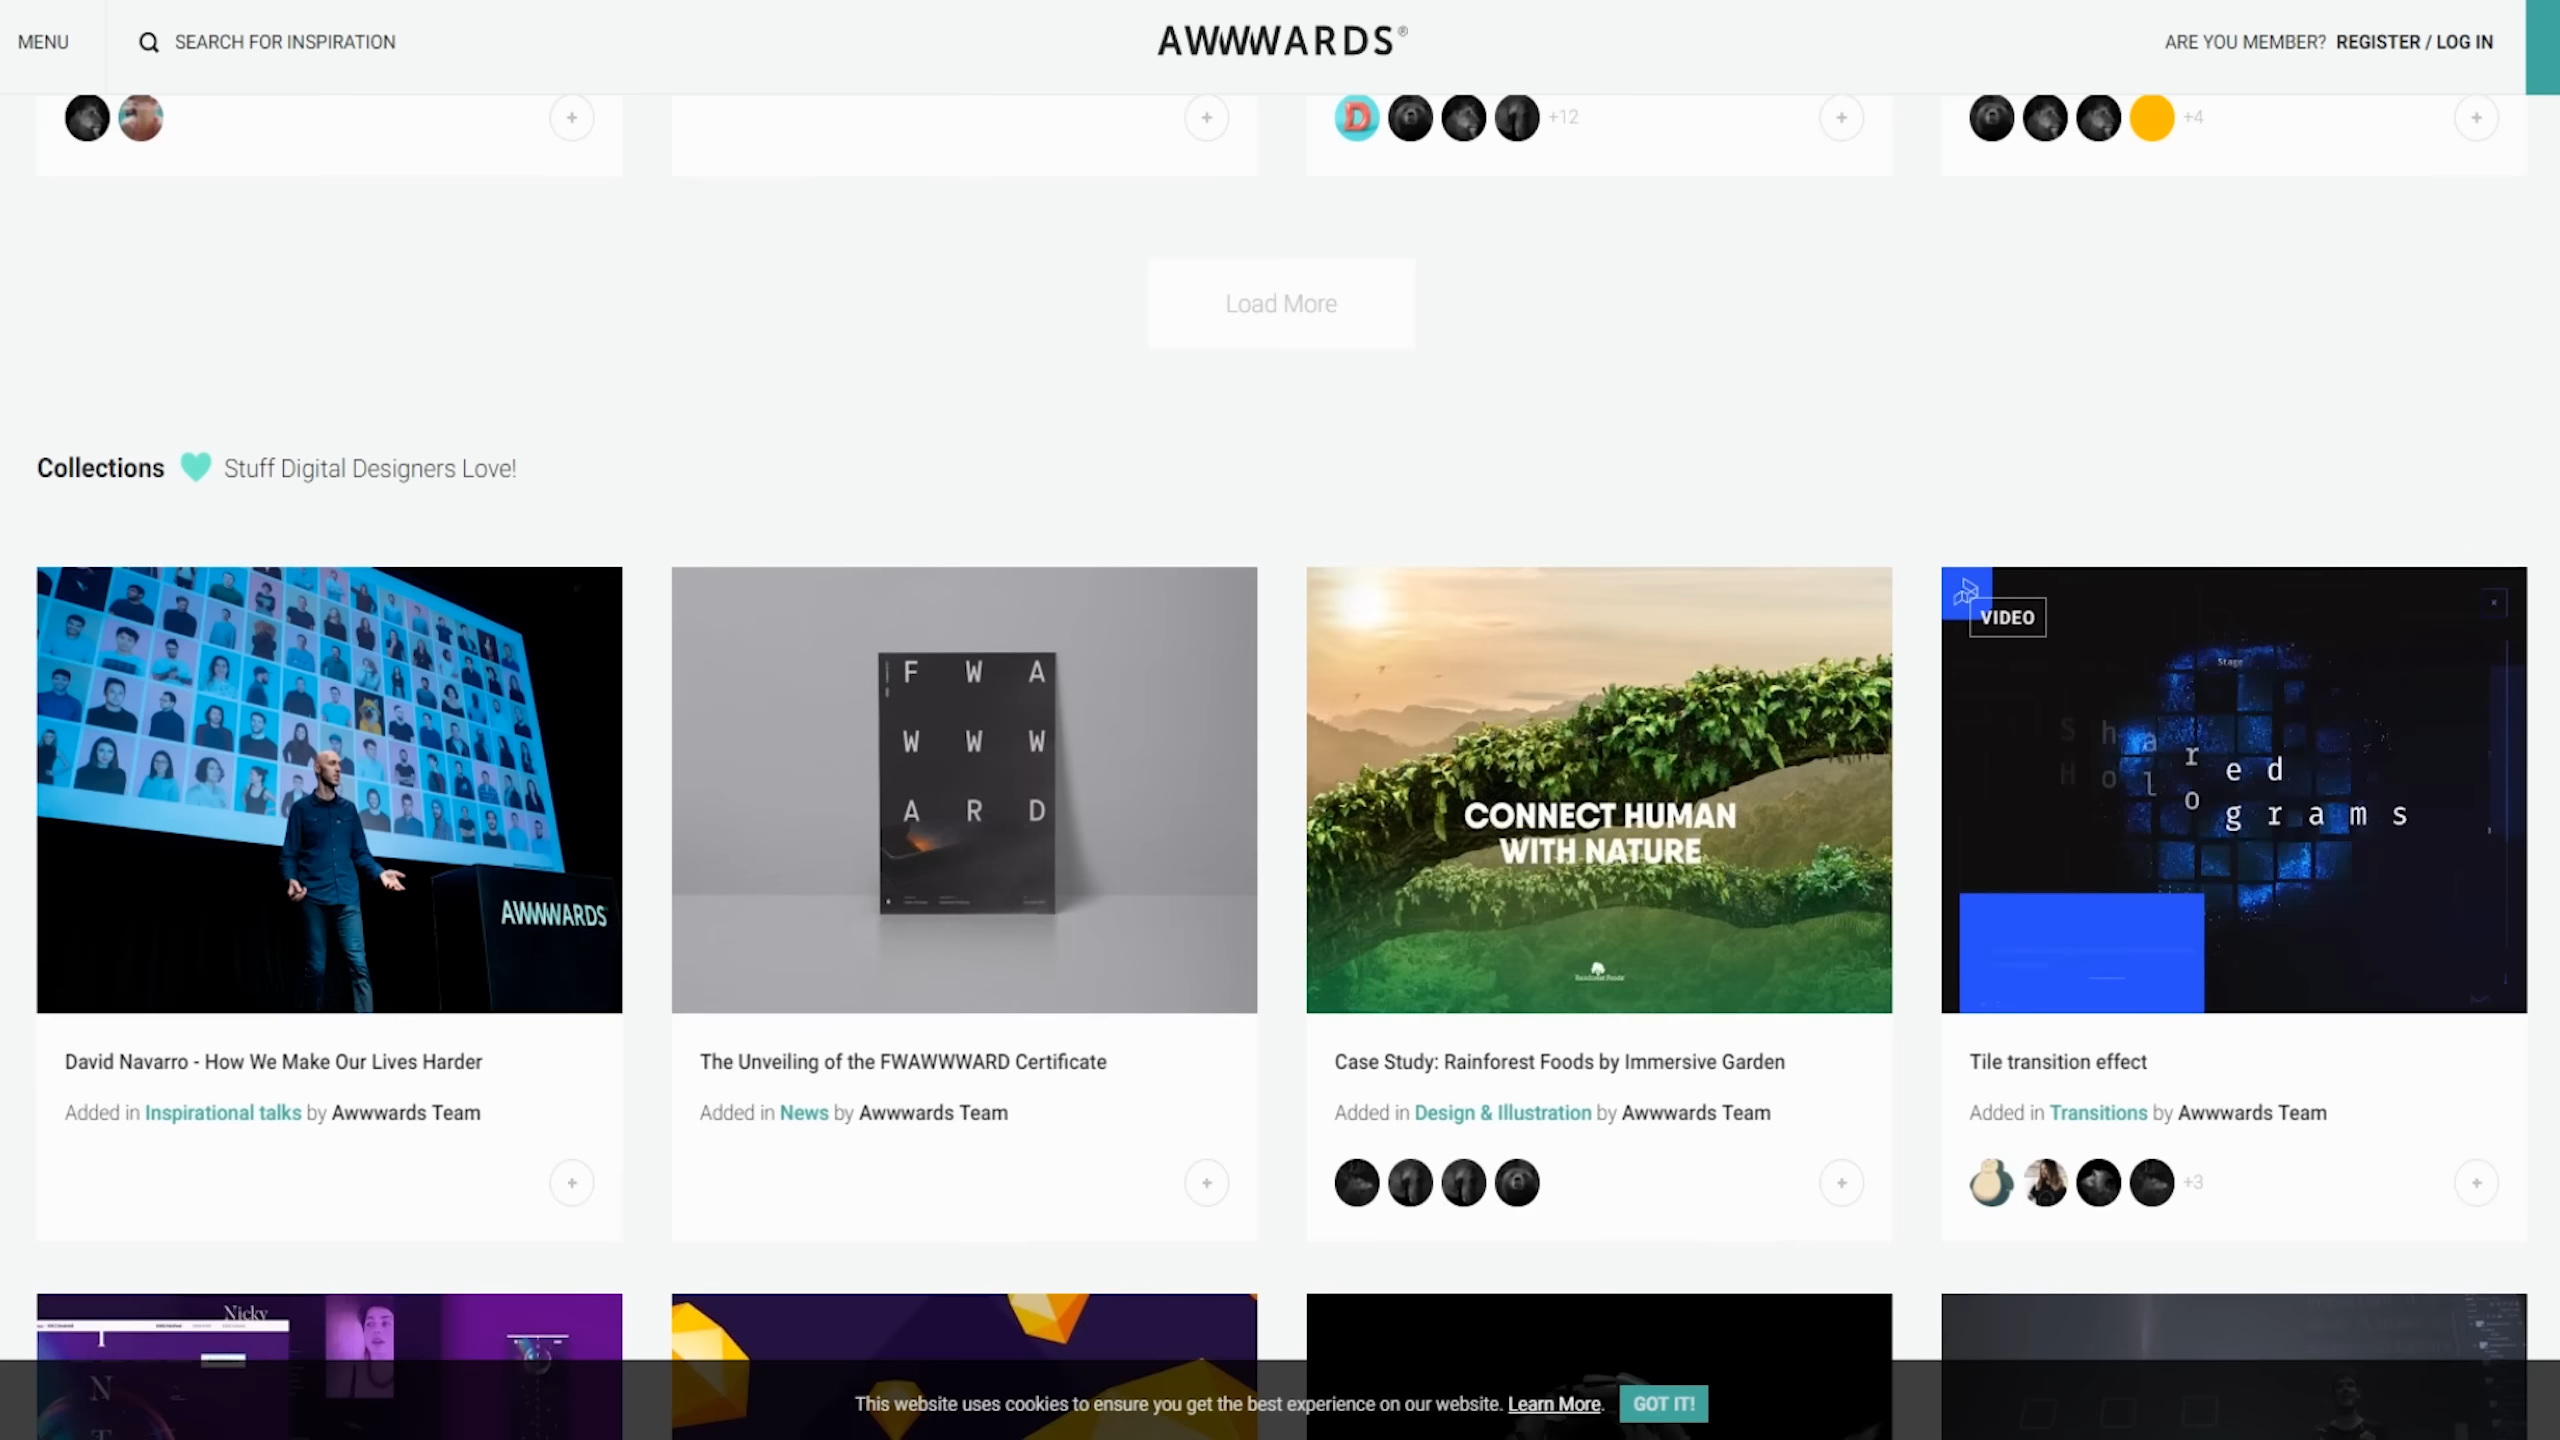 MENU
SEARCH FOR INSPIRATION
AWWWARDS®
ARE YOU MEMBER? REGISTER / LOG IN
+
+
D
+12
+
+4
+
Load More
Collections Stuff Digital Designers Love!
AWWWARDS
F W A
W W W
A R D
CONNECT HUMAN
WITH NATURE
Rainforest Foods
VIDEO
Stage
Shared
Holograms
David Navarro - How We Make Our Lives Harder
Added in Inspirational talks by Awwwards Team
+
The Unveiling of the FWAWWWARD Certificate
Added in News by Awwwards Team
+
Case Study: Rainforest Foods by Immersive Garden
Added in Design & Illustration by Awwwards Team
+
Tile transition effect
Added in Transitions by Awwwards Team
+3
+
Nicky
This website uses cookies to ensure you get the best experience on our website. Learn More.
GOT IT!